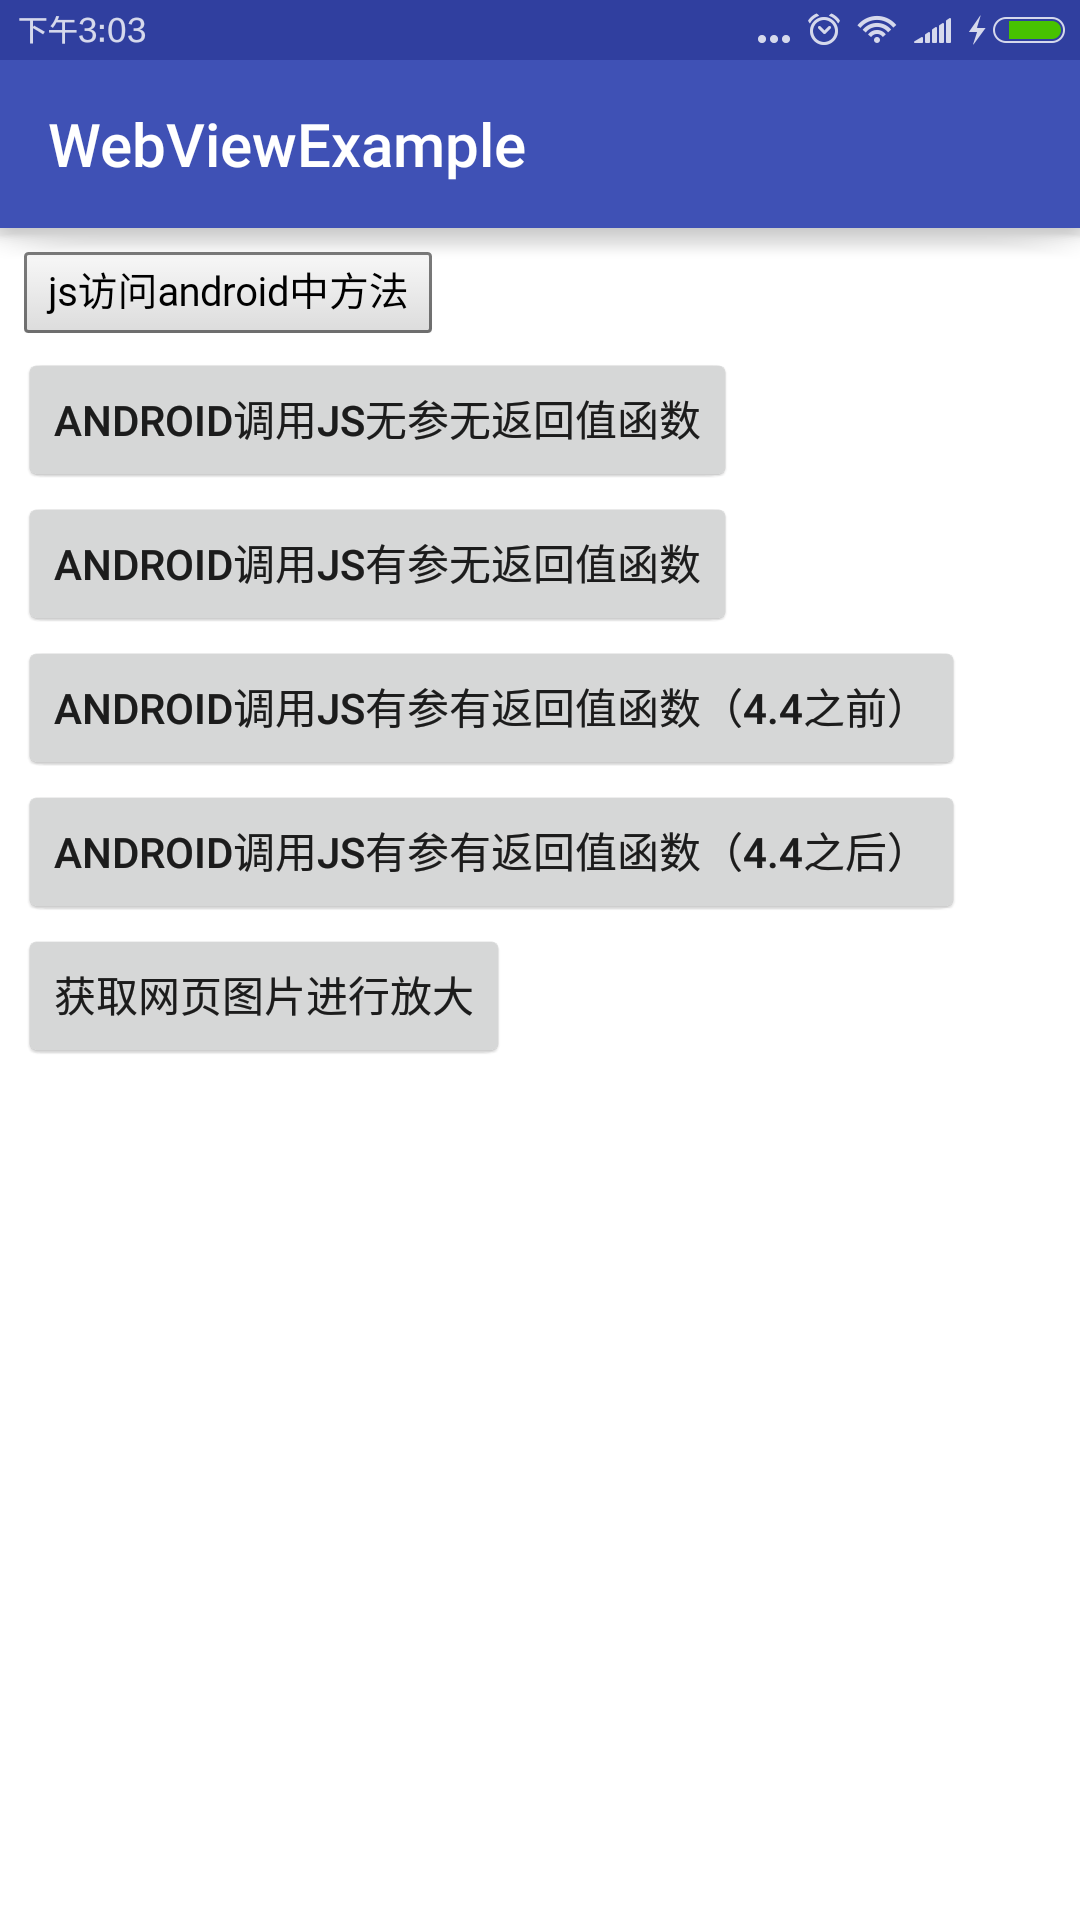 下午3:03
WebViewExample
js访问android中方法
ANDROID调用JS无参无返回值函数
ANDROID调用JS有参无返回值函数
ANDROID调用JS有参有返回值函数（4.4之前）
ANDROID调用JS有参有返回值函数（4.4之后）
获取网页图片进行放大